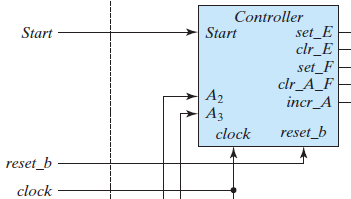 Controller
Start Start set_E
clr_E
set_F
clr_A_F
A2 incr_A
A3
clock reset_b
reset_b
clock